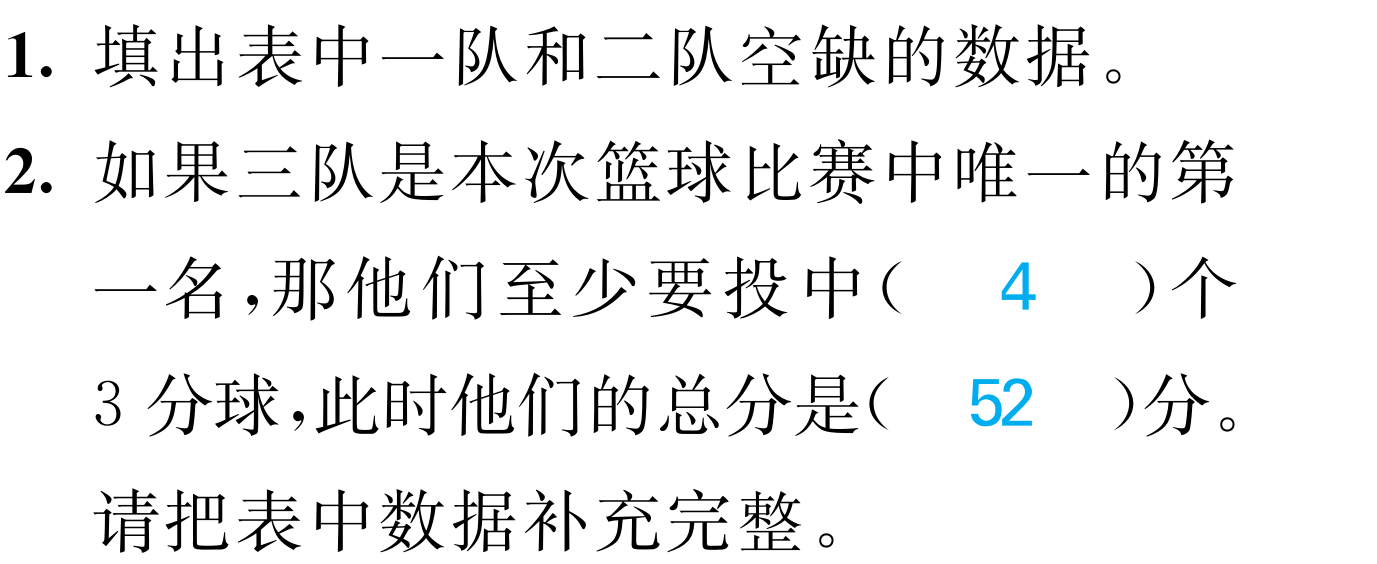 1. 填出表中一队和二队空缺的数据。
2. 如果三队是本次篮球比赛中唯一的第
一名,那他们至少要投中( 4 )个
3 分球,此时他们的总分是( 52 )分。
请把表中数据补充完整。